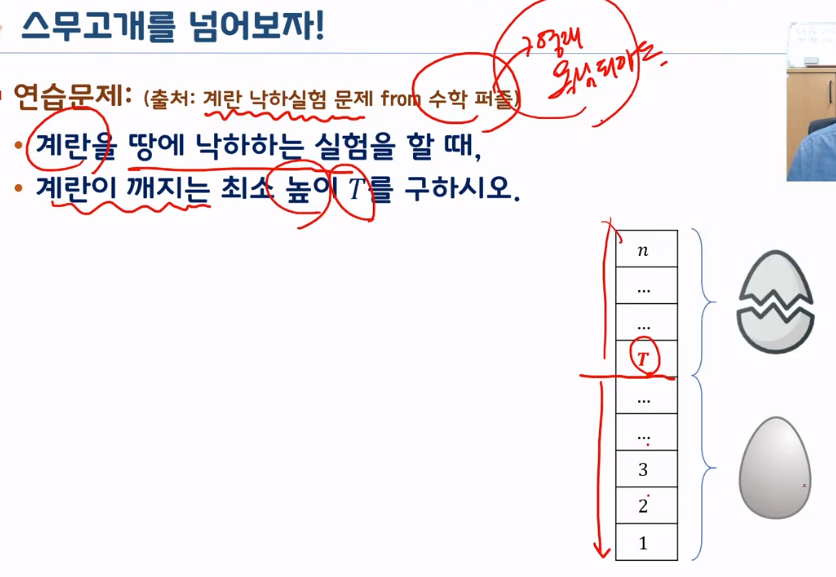 스무고개를 넘어보자!
연습문제: (출처: 계란 낙하실험 문제 from 수학 퍼즐)
• 계란을 땅에 낙하하는 실험을 할 때,
• 계란이 깨지는 최소 높이 T를 구하시오.
n
...
...
T
...
...
3
2
1